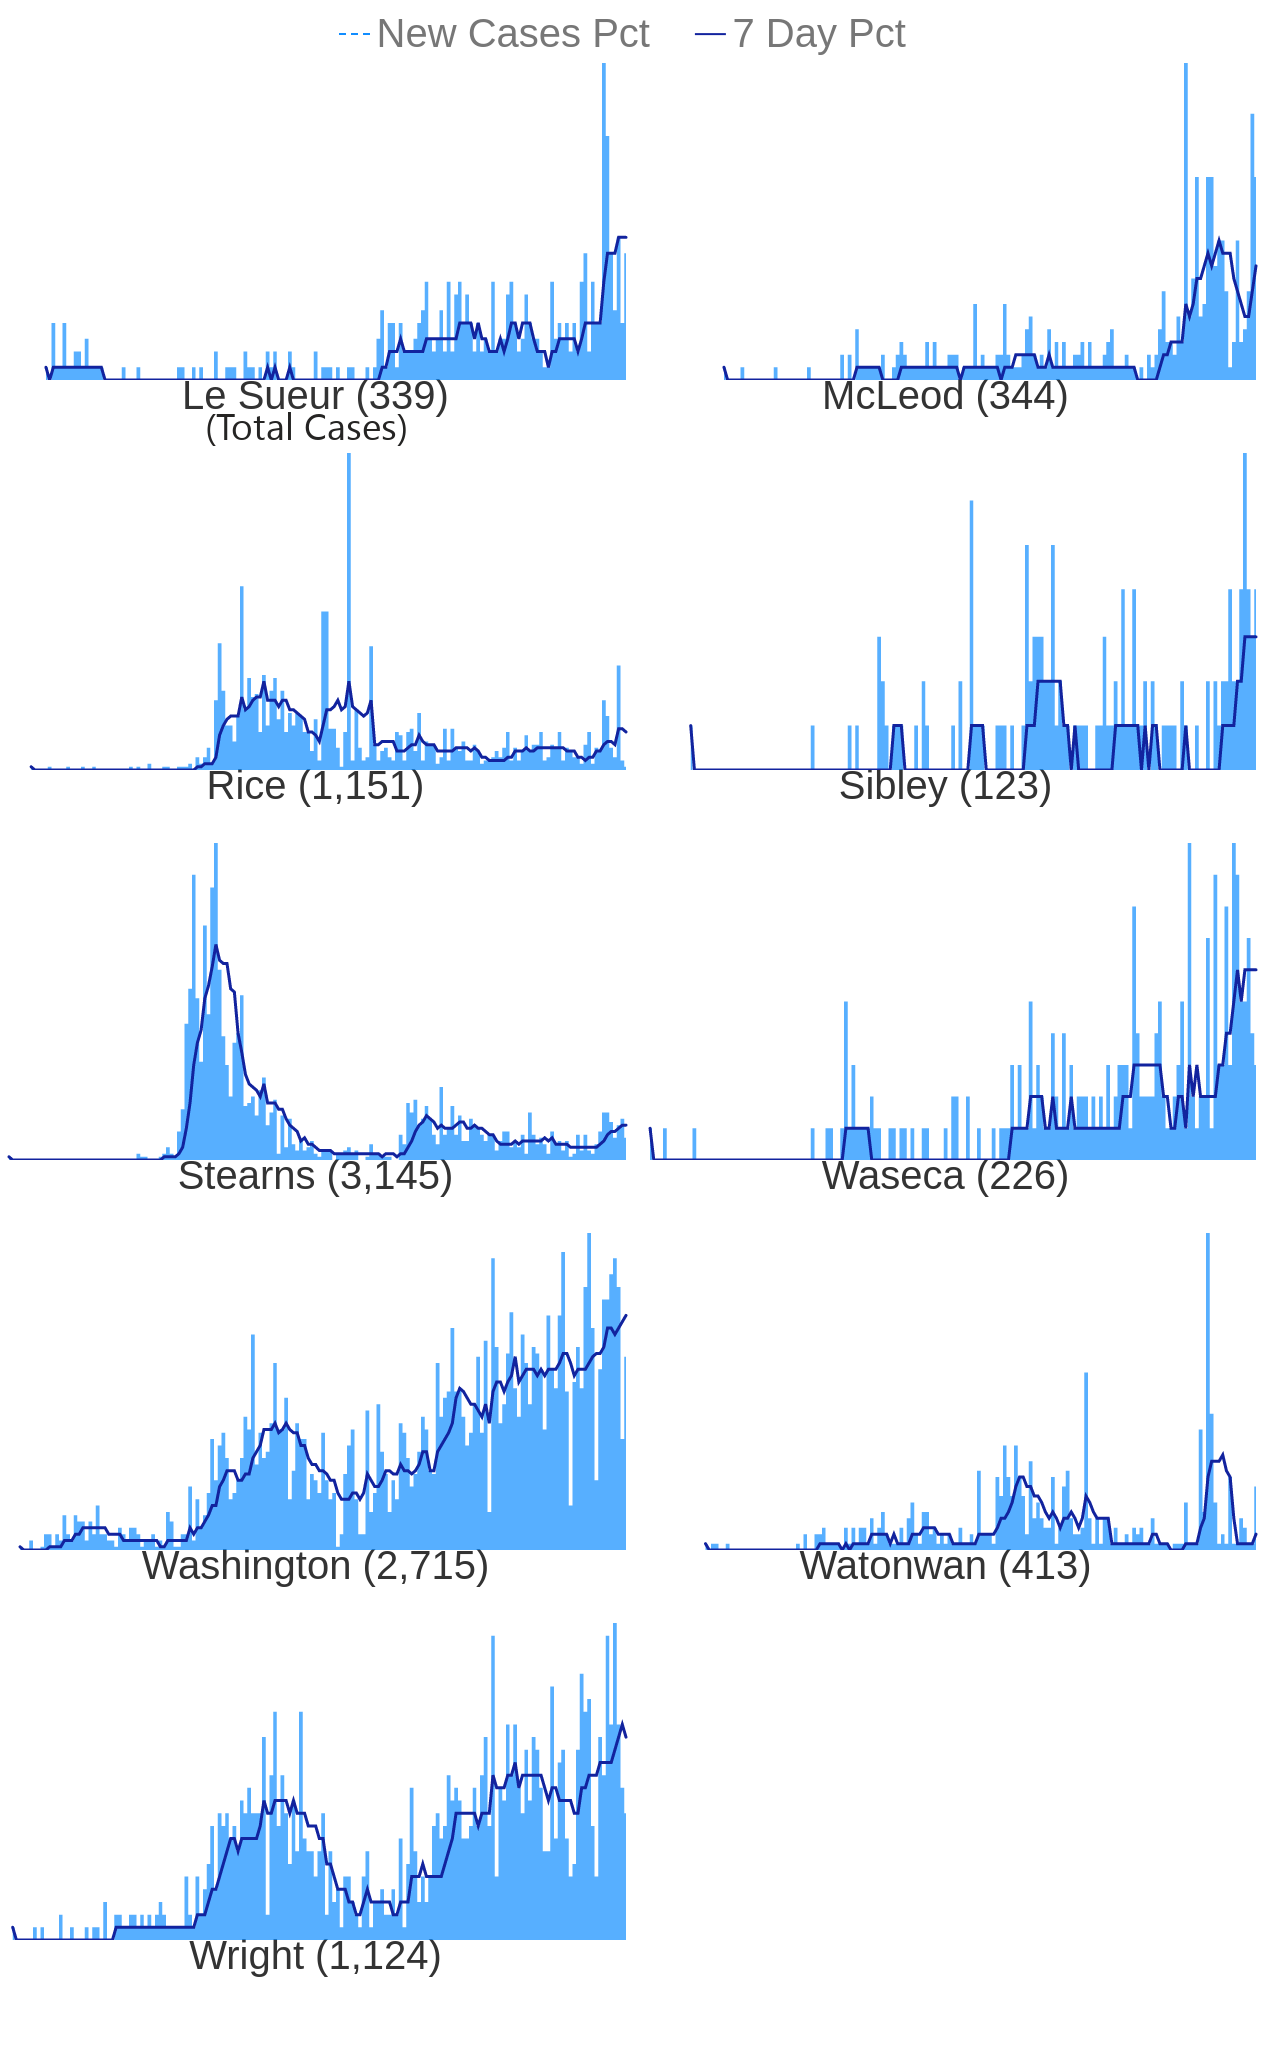 New Cases Pct 7 Day Pct
Le Sueur (339) McLeod (344)
(Total Cases)
Rice (1,151) Sibley (123)
Stearns (3,145) Waseca (226)
Washington (2,715) Watonwan (413)
Wright (1,124)